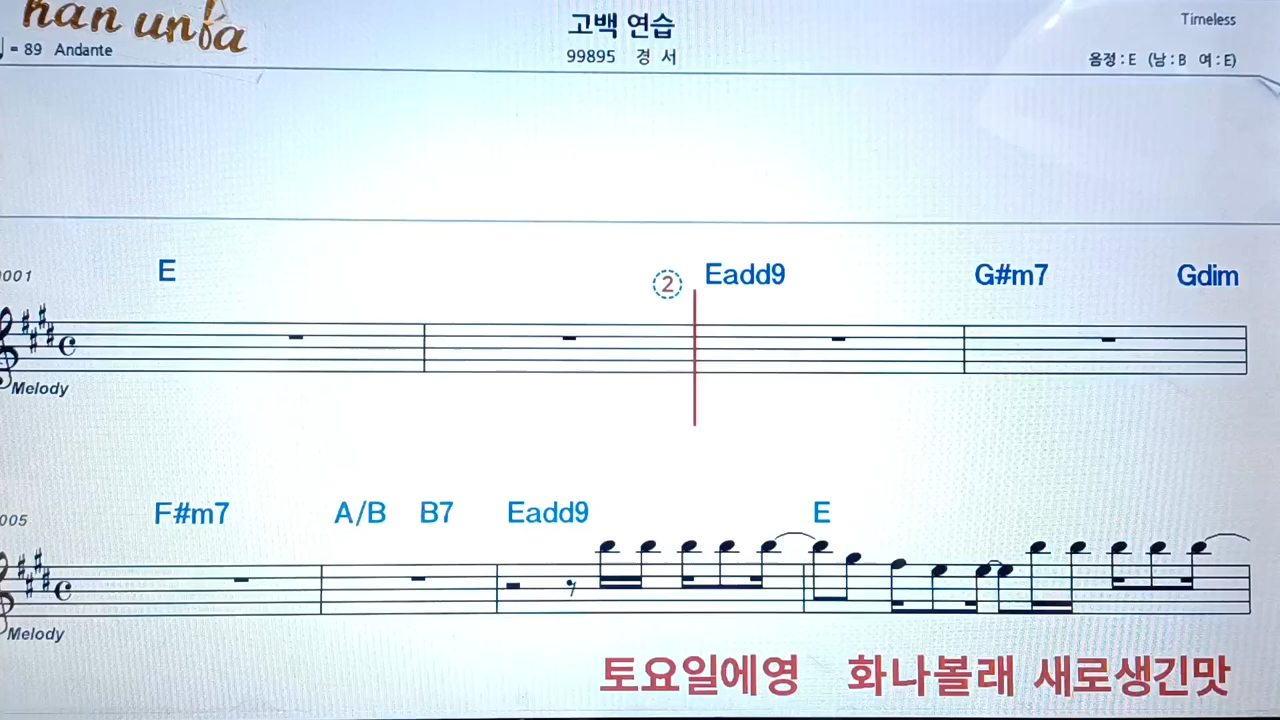 han unba
고백 연습
Timeless
♩ = 89 Andante
99895 경 서
음정 : E (남 : B 여 : E)
001
E
2
Eadd9
G#m7
Gdim
Melody
005
F#m7
A/B
B7
Eadd9
E
Melody
토요일에영 화나볼래 새로생긴맛